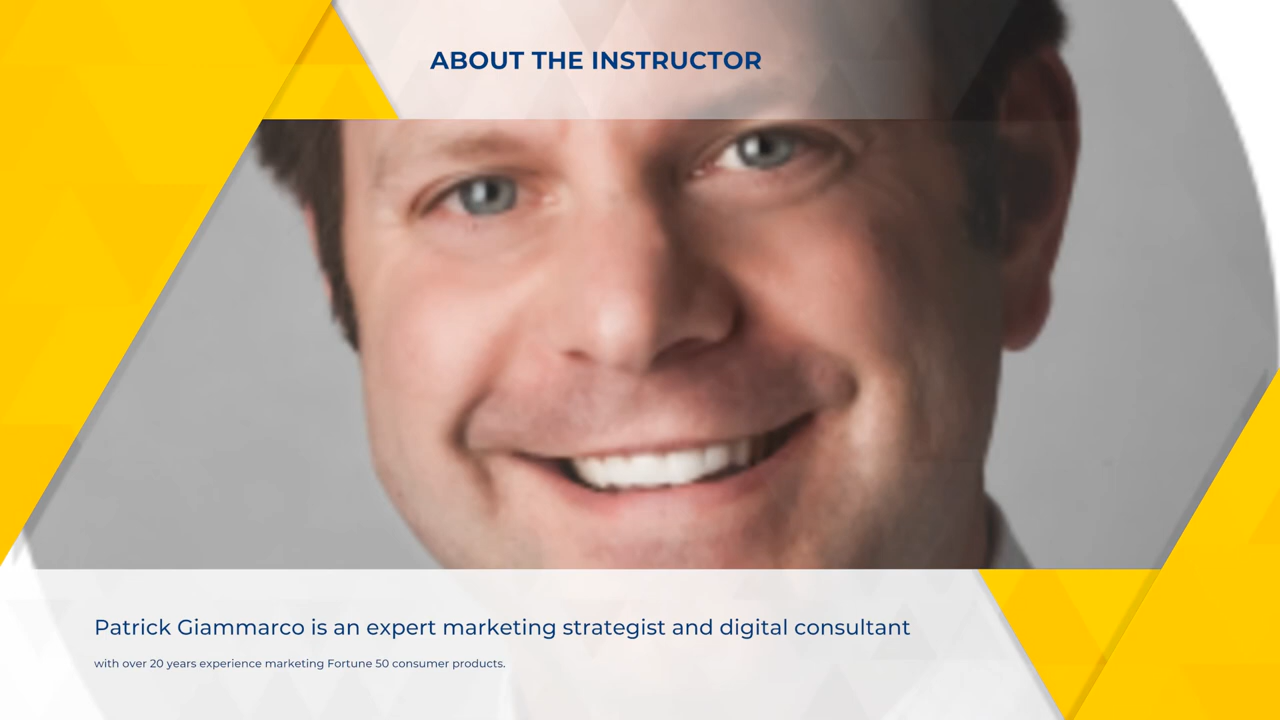 ABOUT THE INSTRUCTOR
Patrick Giammarco is an expert marketing strategist and digital consultant
with over 20 years experience marketing Fortune 50 consumer products.